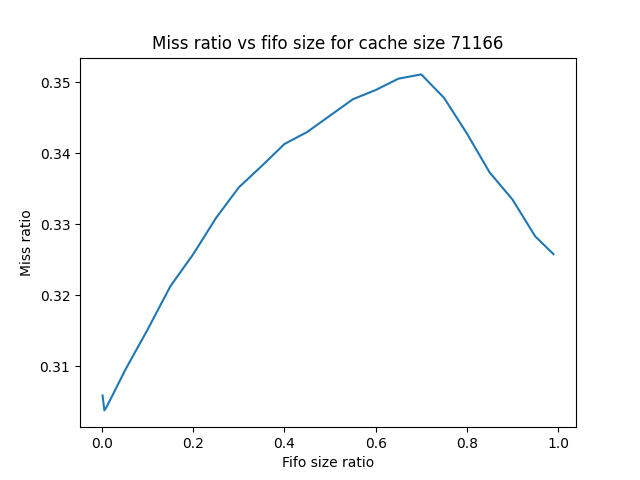 Miss ratio vs fifo size for cache size 71166
0.35
0.34
0.33
0.32
0.31
Miss ratio
0.0 0.2 0.4 0.6 0.8 1.0
Fifo size ratio